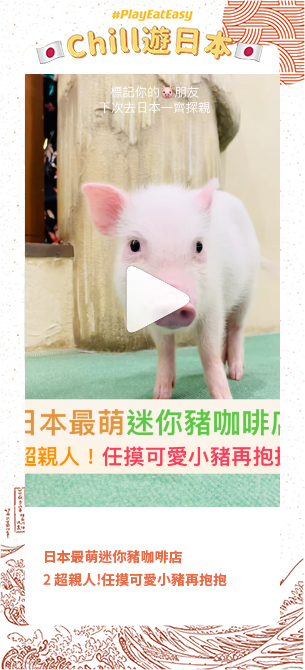 #PlayEatEasy
Chill遊日本
標記你的🐽朋友
下次去日本一齊探親
日本最萌迷你豬咖啡店
超親人！任摸可愛小豬再抱抱
日本最萌迷你豬咖啡店
2 超親人!任摸可愛小豬再抱抱